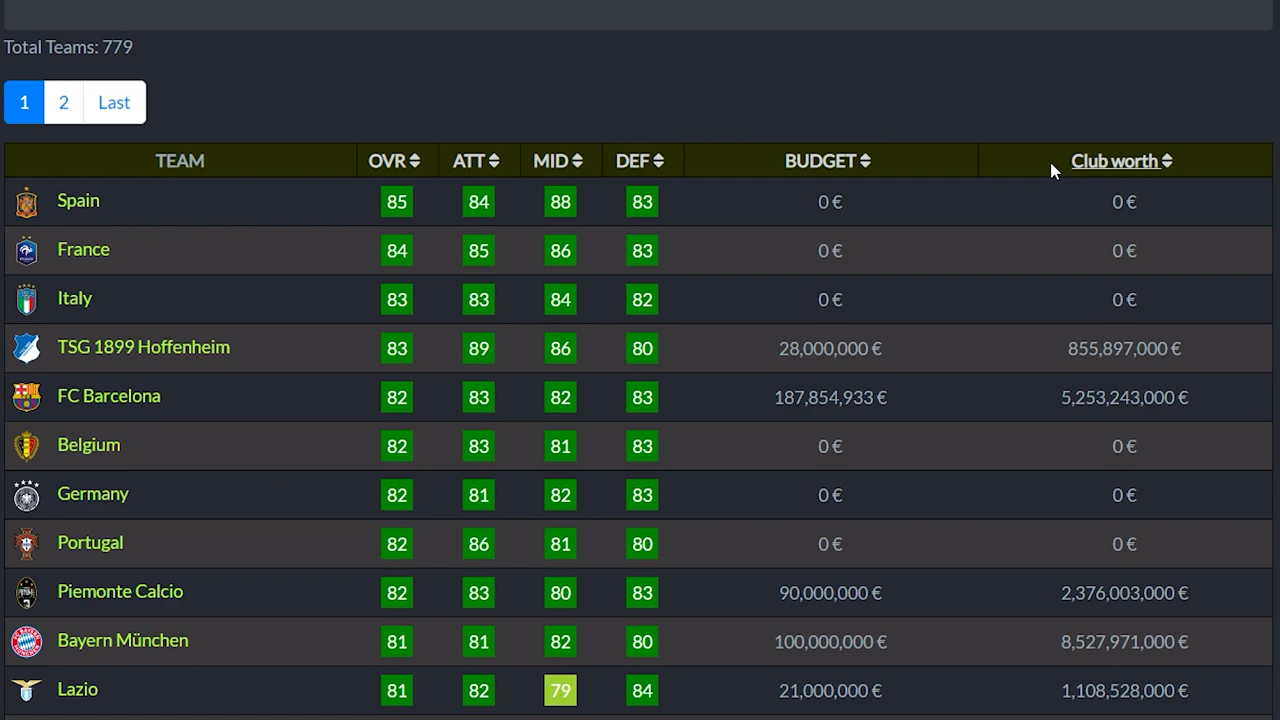 Total Teams: 779
1 2 Last
TEAM OVR ATT MID DEF BUDGET Club worth
Spain 85 84 88 83 0 € 0 €
France 84 85 86 83 0 € 0 €
Italy 83 83 84 82 0 € 0 €
TSG 1899 Hoffenheim 83 89 86 80 28,000,000 € 855,897,000 €
FC Barcelona 82 83 82 83 187,854,933 € 5,253,243,000 €
Belgium 82 83 81 83 0 € 0 €
Germany 82 81 82 83 0 € 0 €
Portugal 82 86 81 80 0 € 0 €
Piemonte Calcio 82 83 80 83 90,000,000 € 2,376,003,000 €
Bayern München 81 81 82 80 100,000,000 € 8,527,971,000 €
Lazio 81 82 79 84 21,000,000 € 1,108,528,000 €